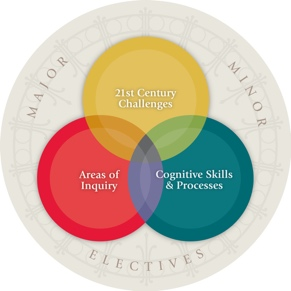 MAJOR
MINOR
21st Century
Challenges
Areas of
Inquiry
Cognitive Skills
& Processes
ELECTIVES